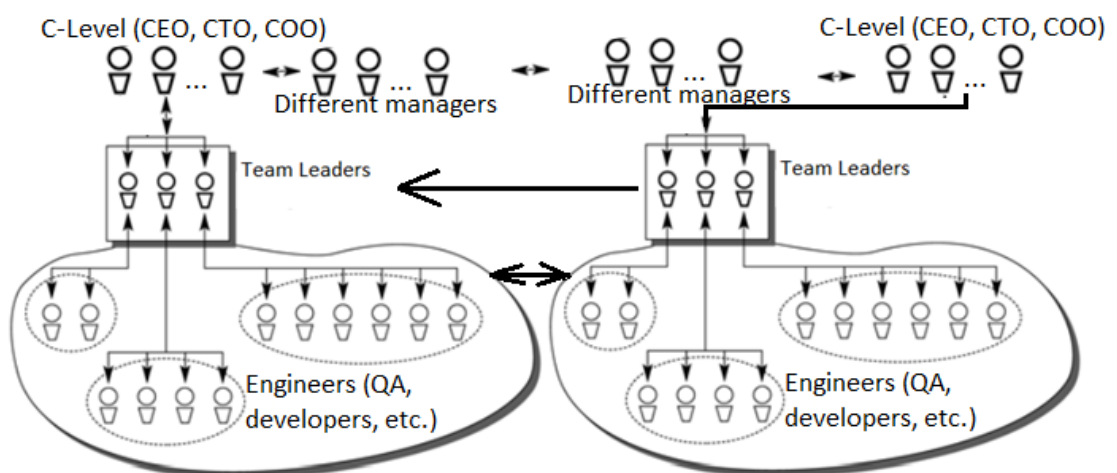 C-Level (CEO, CTO, COO)
C-Level (CEO, CTO, COO)
...
...
...
...
Different managers
Different managers
Team Leaders
Team Leaders
Engineers (QA,
developers, etc.)
Engineers (QA,
developers, etc.)